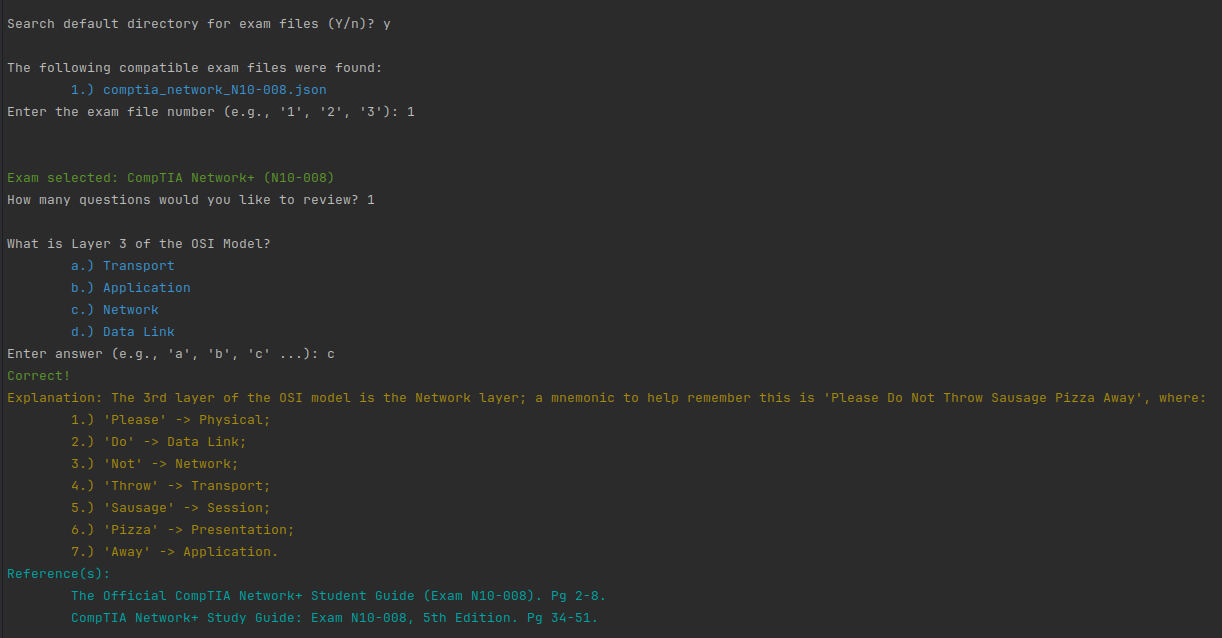 Search default directory for exam files (Y/n)? y
The following compatible exam files were found:
1.) comptia_network_N10-008.json
Enter the exam file number (e.g., '1', '2', '3'): 1
Exam selected: CompTIA Network+ (N10-008)
How many questions would you like to review? 1
What is Layer 3 of the OSI Model?
a.) Transport
b.) Application
c.) Network
d.) Data Link
Enter answer (e.g., 'a', 'b', 'c' ...): c
Correct!
Explanation: The 3rd layer of the OSI model is the Network layer; a mnemonic to help remember this is 'Please Do Not Throw Sausage Pizza Away', where:
1.) 'Please' -> Physical;
2.) 'Do' -> Data Link;
3.) 'Not' -> Network;
4.) 'Throw' -> Transport;
5.) 'Sausage' -> Session;
6.) 'Pizza' -> Presentation;
7.) 'Away' -> Application.
Reference(s):
The Official CompTIA Network+ Student Guide (Exam N10-008). Pg 2-8.
CompTIA Network+ Study Guide: Exam N10-008, 5th Edition. Pg 34-51.